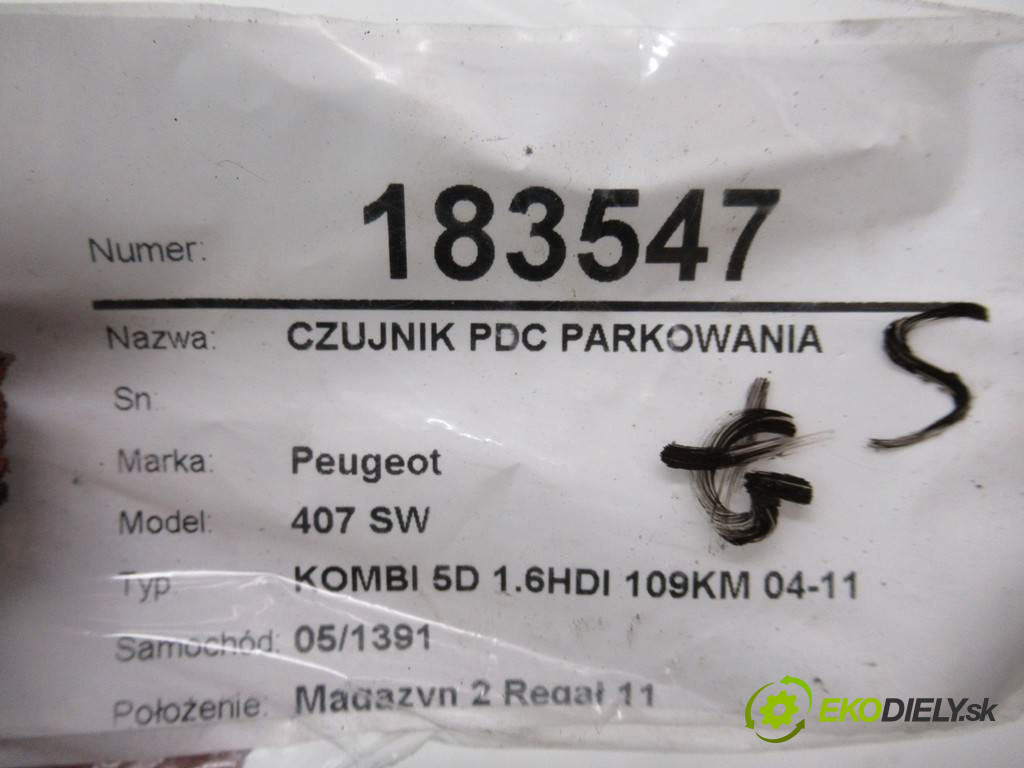 Numer: 183547
Nazwa: CZUJNIK PDC PARKOWANIA
Sn:
Marka: Peugeot
Model: 407 SW
Typ KOMBI 5D 1.6HDI 109KM 04-11
Samochód: 05/1391
Położenie: Magazyn 2 Regał 11
S
EKODIELY.sk